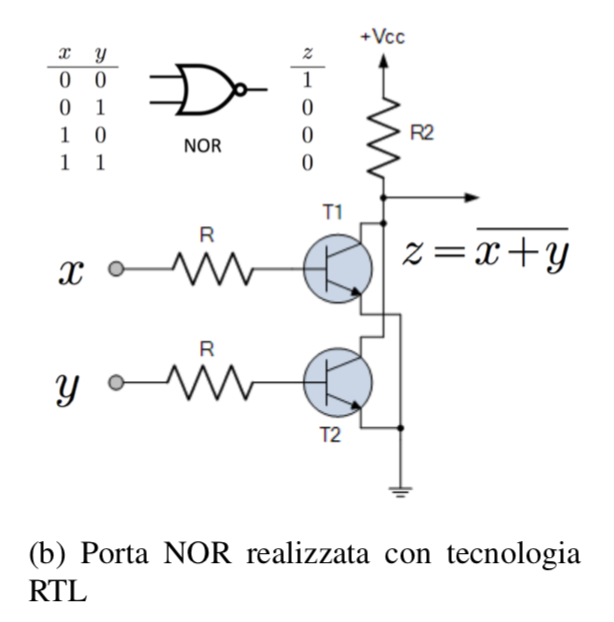 +Vcc
x y z
0 0 1
0 1 0
1 0 0
1 1 0
NOR
R2
T1
R
x
z = \overline{x+y}
R
y
T2
(b) Porta NOR realizzata con tecnologia
RTL